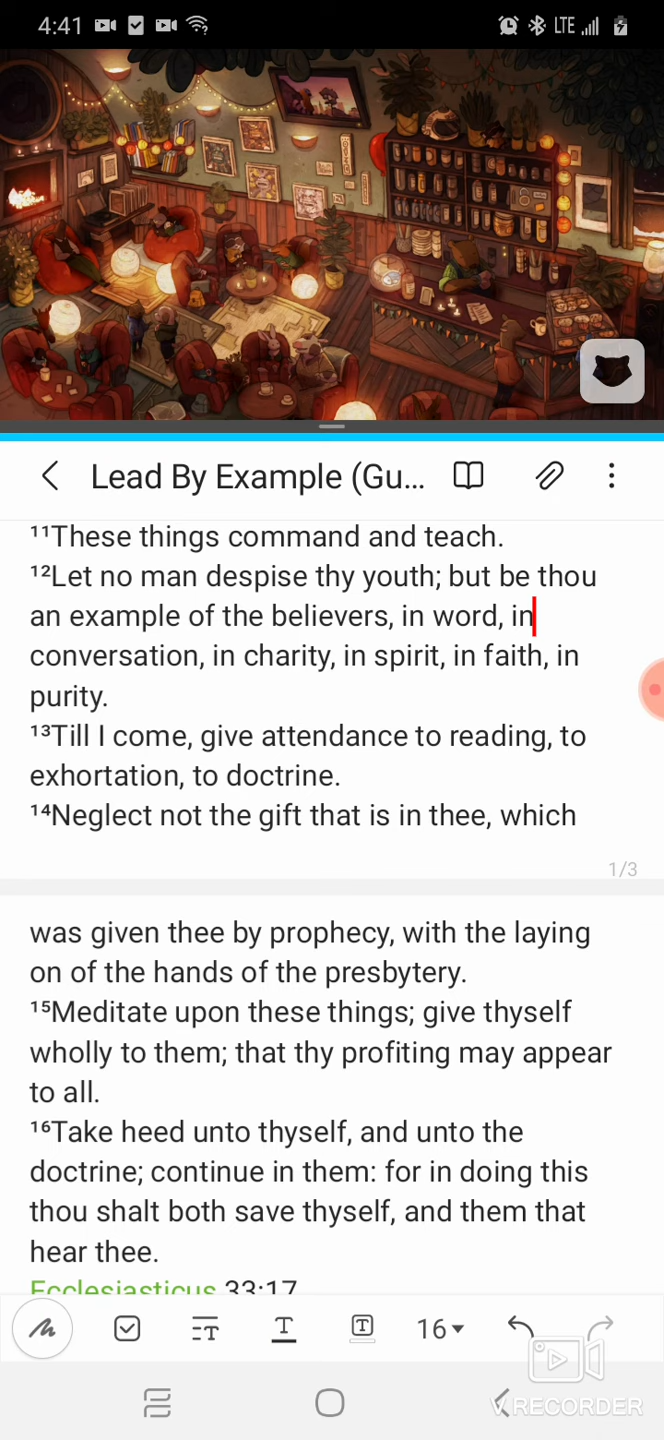 4:41
LTE
Lead By Example (Gu...
¹¹These things command and teach.
¹²Let no man despise thy youth; but be thou
an example of the believers, in word, in
conversation, in charity, in spirit, in faith, in
purity.
¹³Till I come, give attendance to reading, to
exhortation, to doctrine.
¹⁴Neglect not the gift that is in thee, which
1/3
was given thee by prophecy, with the laying
on of the hands of the presbytery.
¹⁵Meditate upon these things; give thyself
wholly to them; that thy profiting may appear
to all.
¹⁶Take heed unto thyself, and unto the
doctrine; continue in them: for in doing this
thou shalt both save thyself, and them that
hear thee.
Ecclesiasticus 33:17
T T T 16
V.RECORDER